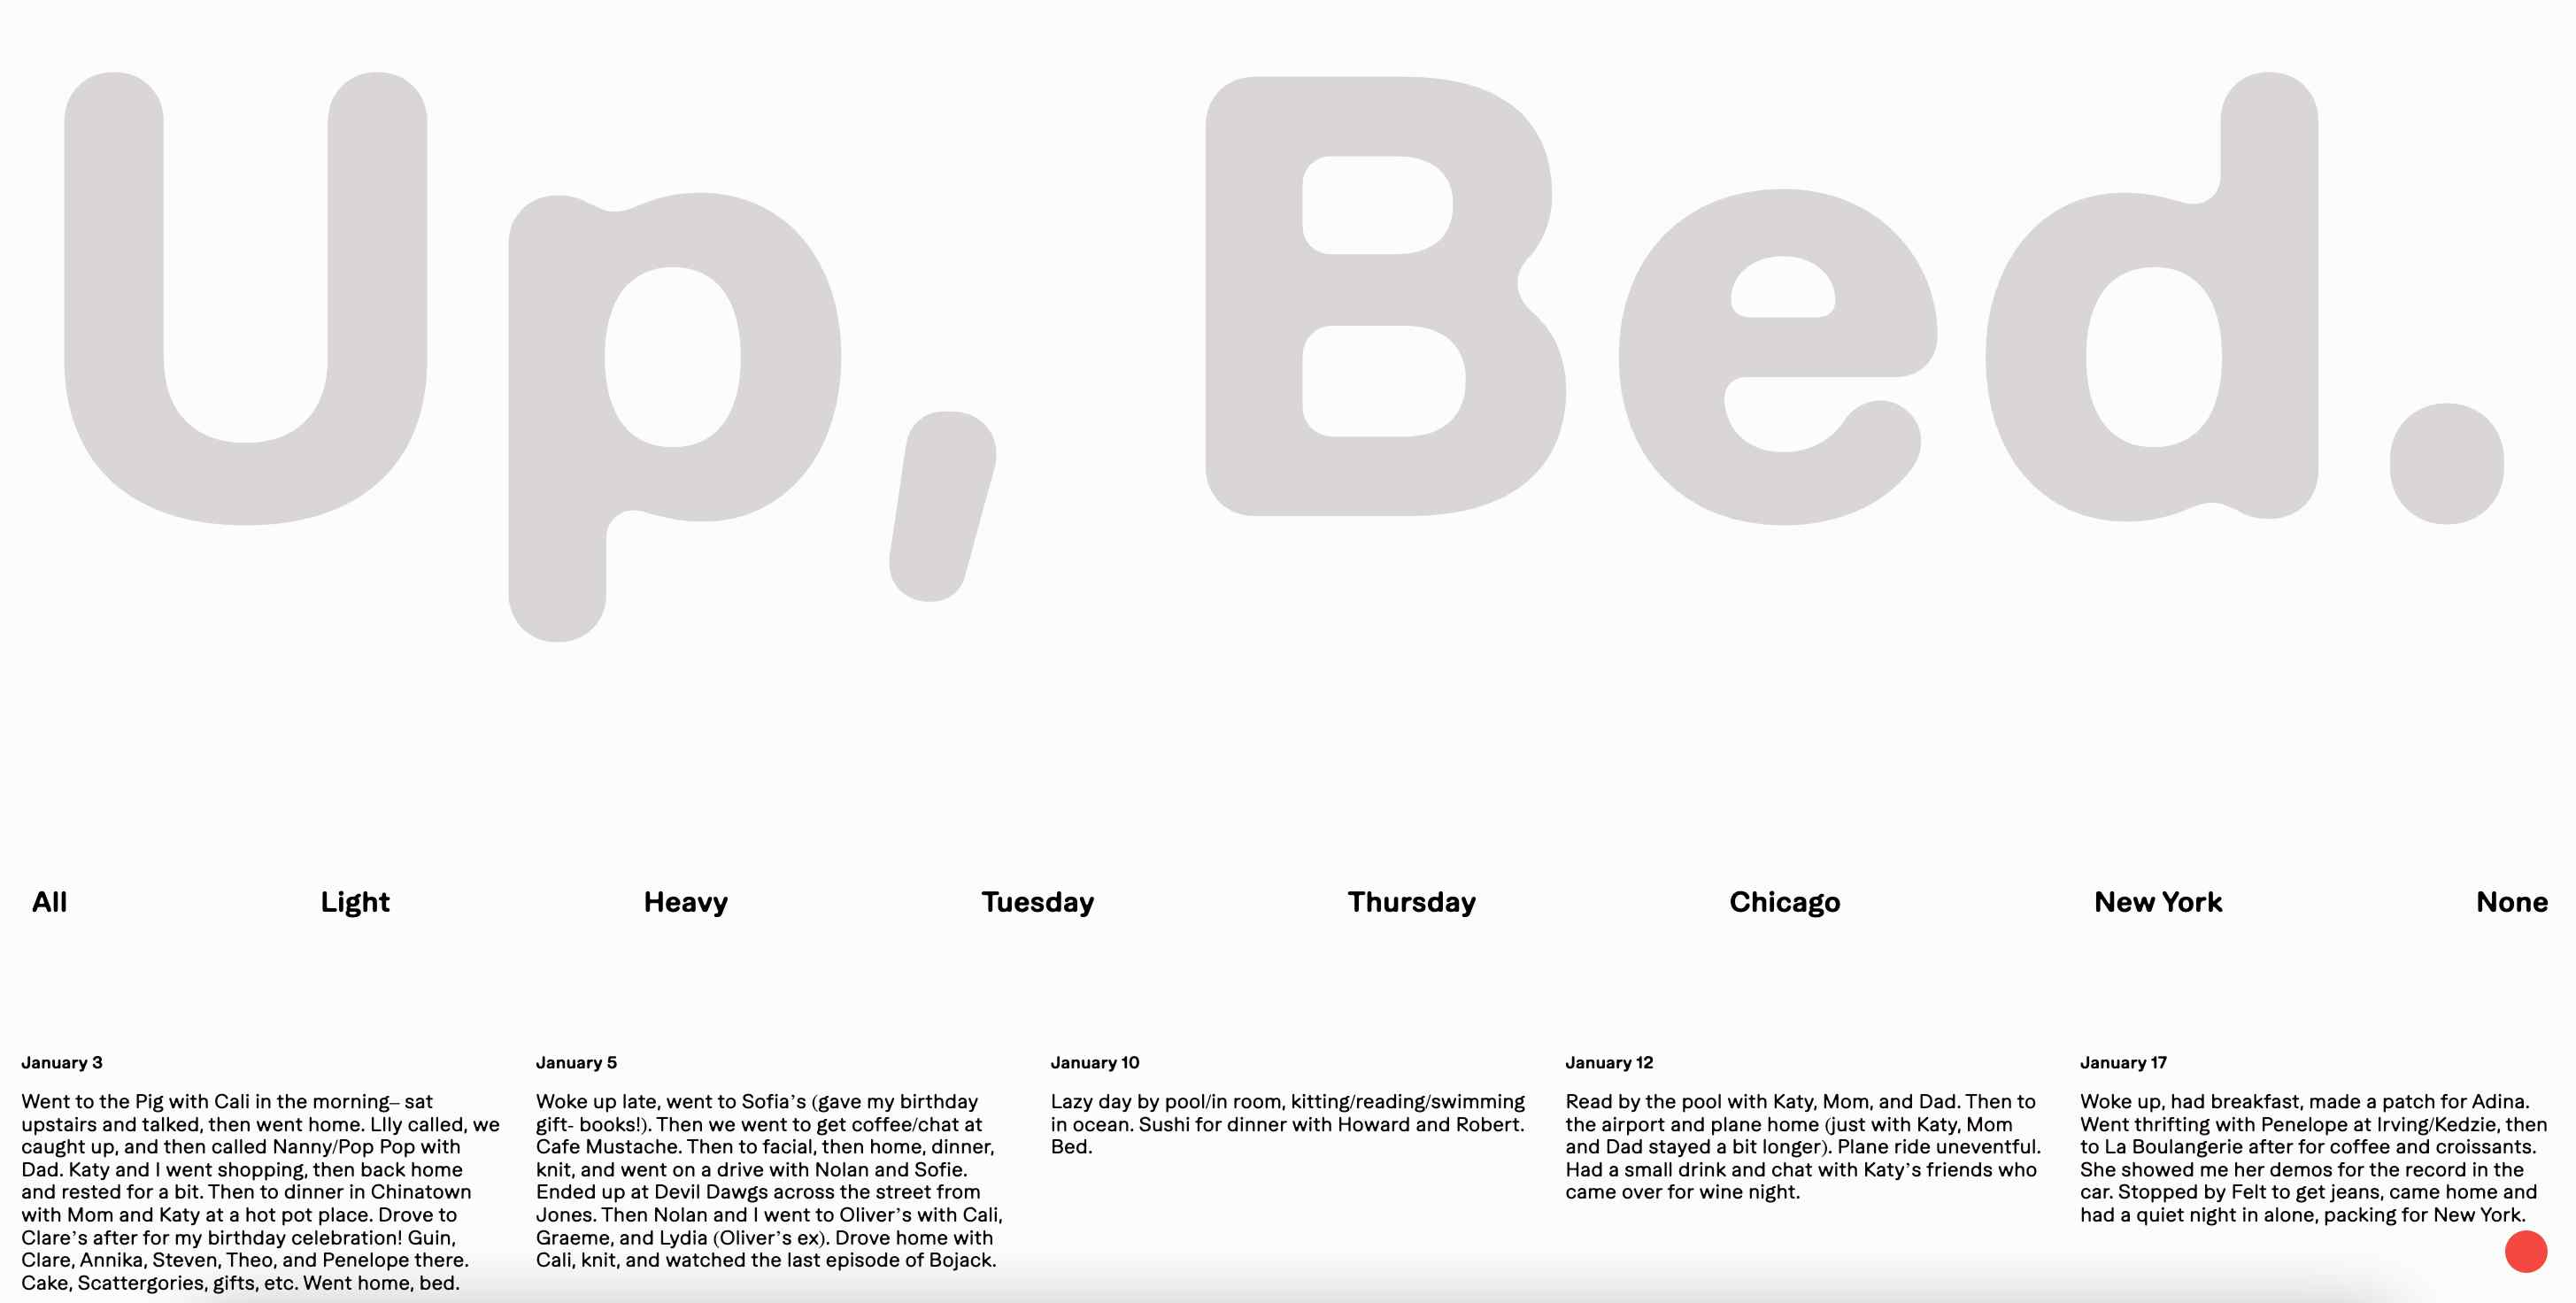 Up, Bed.
All
Light
Heavy
Tuesday
Thursday
Chicago
New York
None
January 3
Went to the Pig with Cali in the morning– sat
upstairs and talked, then went home. LIly called, we
caught up, and then called Nanny/Pop Pop with
Dad. Katy and I went shopping, then back home
and rested for a bit. Then to dinner in Chinatown
with Mom and Katy at a hot pot place. Drove to
Clare’s after for my birthday celebration! Guin,
Clare, Annika, Steven, Theo, and Penelope there.
Cake, Scattergories, gifts, etc. Went home, bed.
January 5
Woke up late, went to Sofia’s (gave my birthday
gift- books!). Then we went to get coffee/chat at
Cafe Mustache. Then to facial, then home, dinner,
knit, and went on a drive with Nolan and Sofie.
Ended up at Devil Dawgs across the street from
Jones. Then Nolan and I went to Oliver’s with Cali,
Graeme, and Lydia (Oliver’s ex). Drove home with
Cali, knit, and watched the last episode of Bojack.
January 10
Lazy day by pool/in room, kitting/reading/swimming
in ocean. Sushi for dinner with Howard and Robert.
Bed.
January 12
Read by the pool with Katy, Mom, and Dad. Then to
the airport and plane home (just with Katy, Mom
and Dad stayed a bit longer). Plane ride uneventful.
Had a small drink and chat with Katy’s friends who
came over for wine night.
January 17
Woke up, had breakfast, made a patch for Adina.
Went thrifting with Penelope at Irving/Kedzie, then
to La Boulangerie after for coffee and croissants.
She showed me her demos for the record in the
car. Stopped by Felt to get jeans, came home and
had a quiet night in alone, packing for New York.